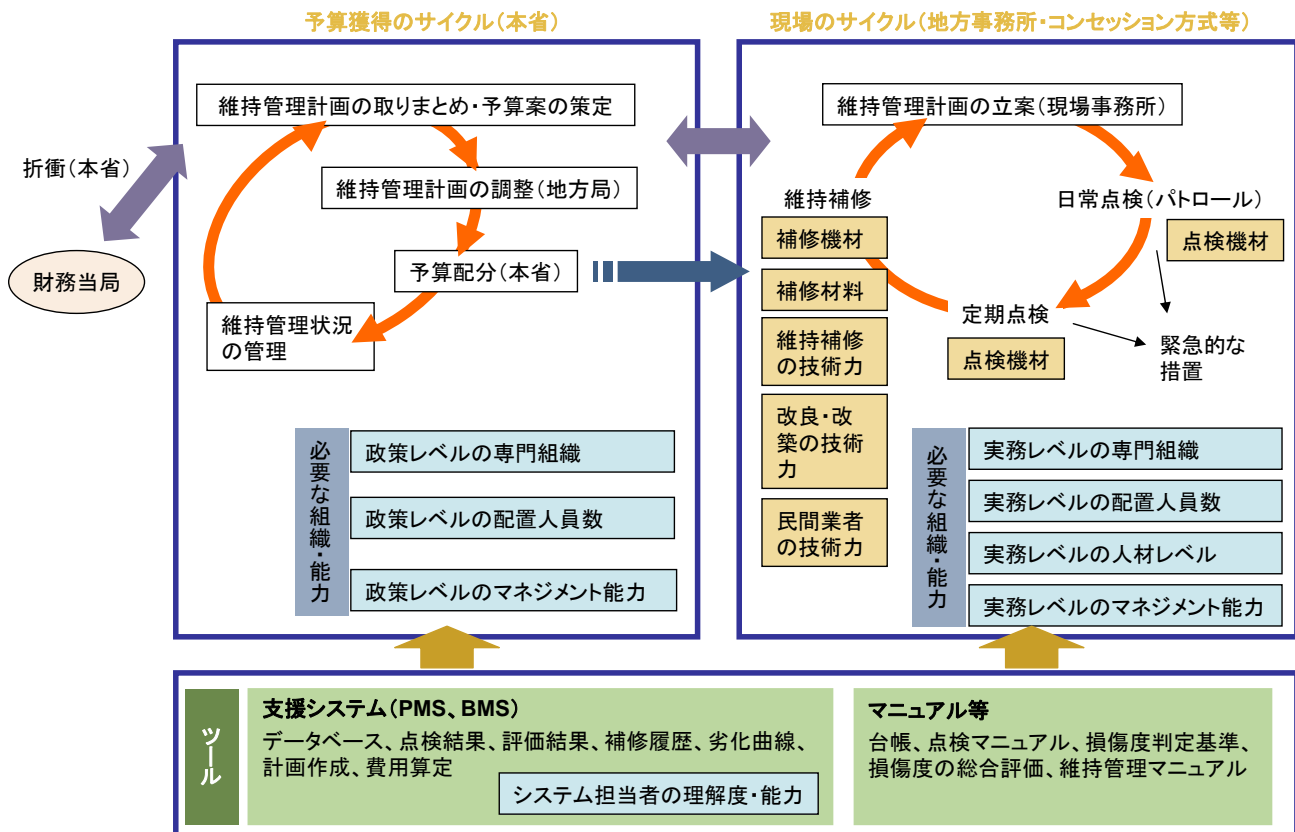 予算獲得のサイクル(本省)
維持管理計画の取りまとめ・予算案の策定
折衝(本省)
維持管理計画の調整(地方局)
予算配分(本省)
財務当局
維持管理状況
の管理
必要な組織・能力
政策レベルの専門組織
政策レベルの配置人員数
政策レベルのマネジメント能力
現場のサイクル(地方事務所・コンセッション方式等)
維持管理計画の立案(現場事務所)
維持補修
補修機材
補修材料
維持補修
の技術力
改良・改
築の技術
力
民間業者
の技術力
日常点検(パトロール)
点検機材
定期点検
点検機材
緊急的な
措置
必要な組織・能力
実務レベルの専門組織
実務レベルの配置人員数
実務レベルの人材レベル
実務レベルのマネジメント能力
ツール
支援システム(PMS、BMS)
データベース、点検結果、評価結果、補修履歴、劣化曲線、
計画作成、費用算定
システム担当者の理解度・能力
マニュアル等
台帳、点検マニュアル、損傷度判定基準、
損傷度の総合評価、維持管理マニュアル